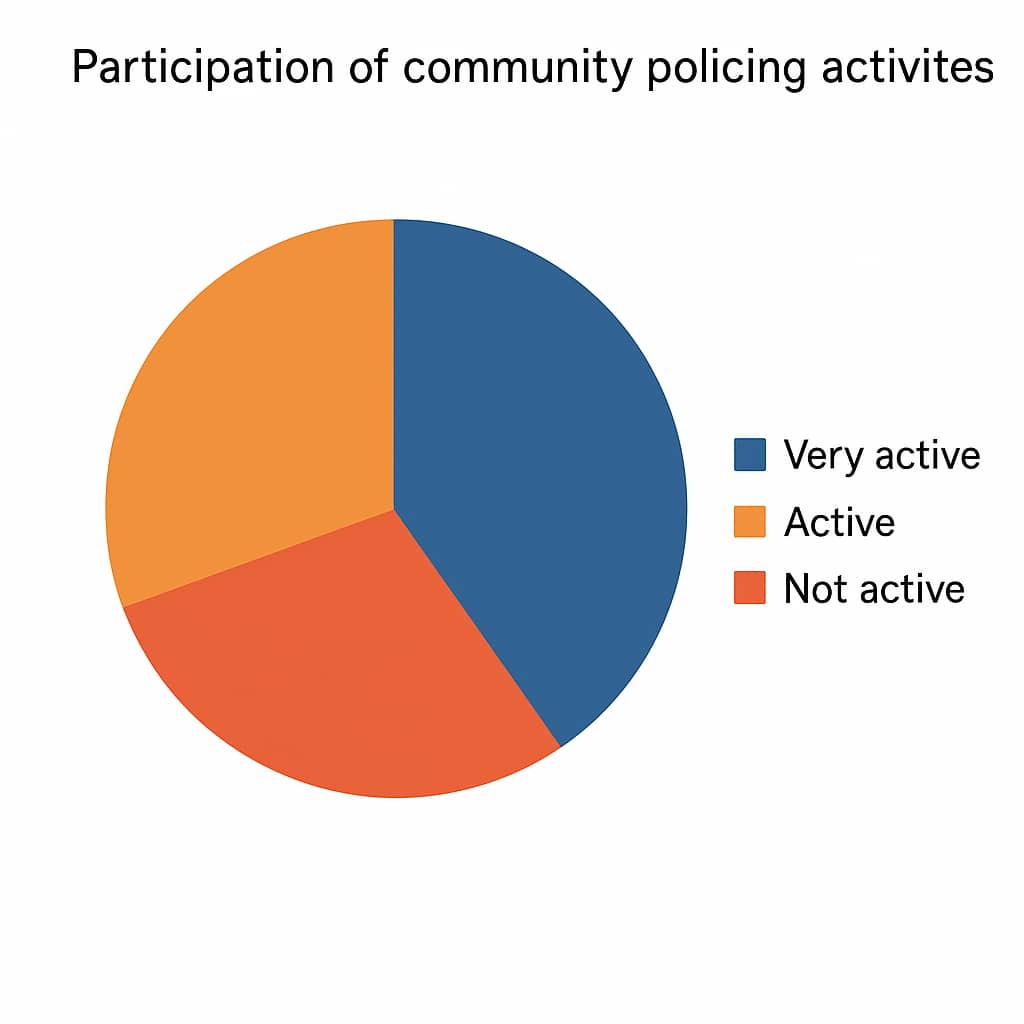 Participation of community policing activites
Very active
Active
Not active